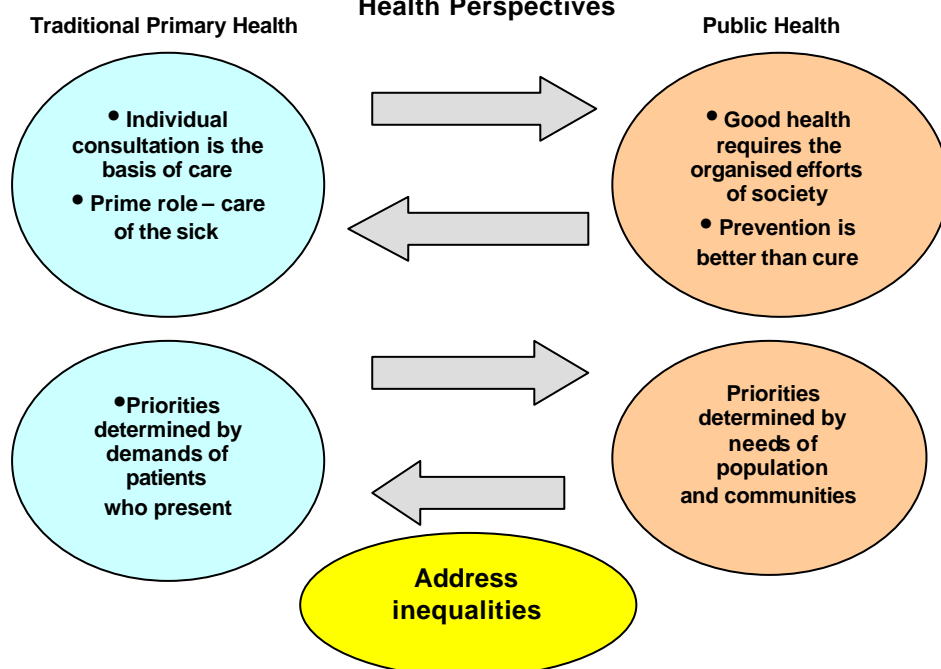 Health Perspectives
Traditional Primary Health
Public Health
• Individual
consultation is the
basis of care
• Prime role – care
of the sick
• Good health
requires the
organised efforts
of society
• Prevention is
better than cure
•Priorities
determined by
demands of
patients
who present
Priorities
determined by
needs of
population
and communities
Address
inequalities